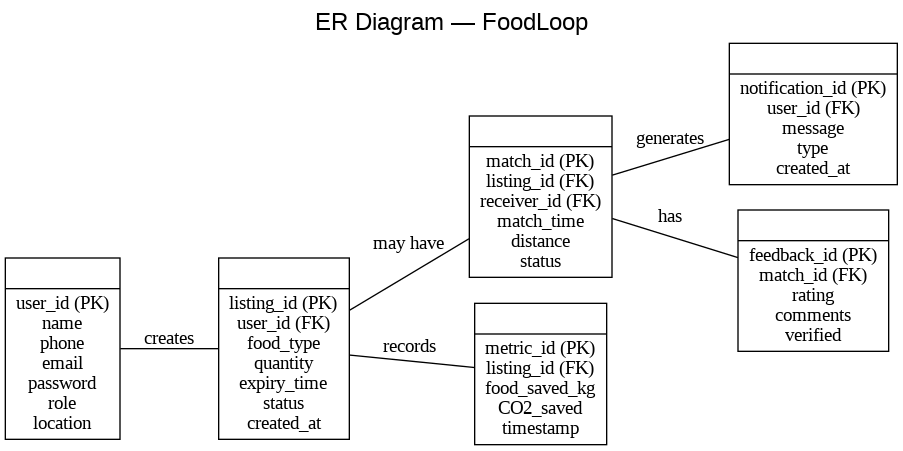 ER Diagram — FoodLoop
user_id (PK)
name
phone
email
password
role
location
creates
listing_id (PK)
user_id (FK)
food_type
quantity
expiry_time
status
created_at
may have
records
match_id (PK)
listing_id (FK)
receiver_id (FK)
match_time
distance
status
metric_id (PK)
listing_id (FK)
food_saved_kg
CO2_saved
timestamp
generates
has
notification_id (PK)
user_id (FK)
message
type
created_at
feedback_id (PK)
match_id (FK)
rating
comments
verified